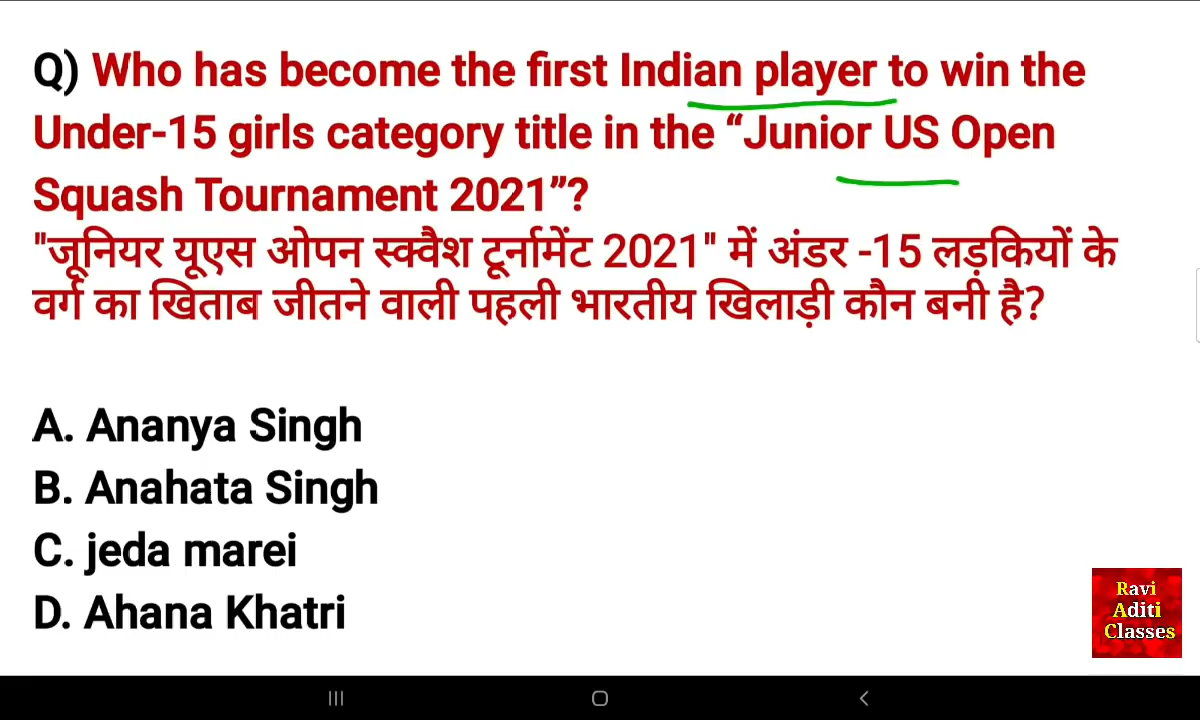 Q) Who has become the first Indian player to win the
Under-15 girls category title in the “Junior US Open
Squash Tournament 2021”?
"जूनियर यूएस ओपन स्क्वैश टूर्नामेंट 2021" में अंडर -15 लड़कियों के
वर्ग का खिताब जीतने वाली पहली भारतीय खिलाड़ी कौन बनी है?
A. Ananya Singh
B. Anahata Singh
C. jeda marei
D. Ahana Khatri
Ravi
Aditi
Classes